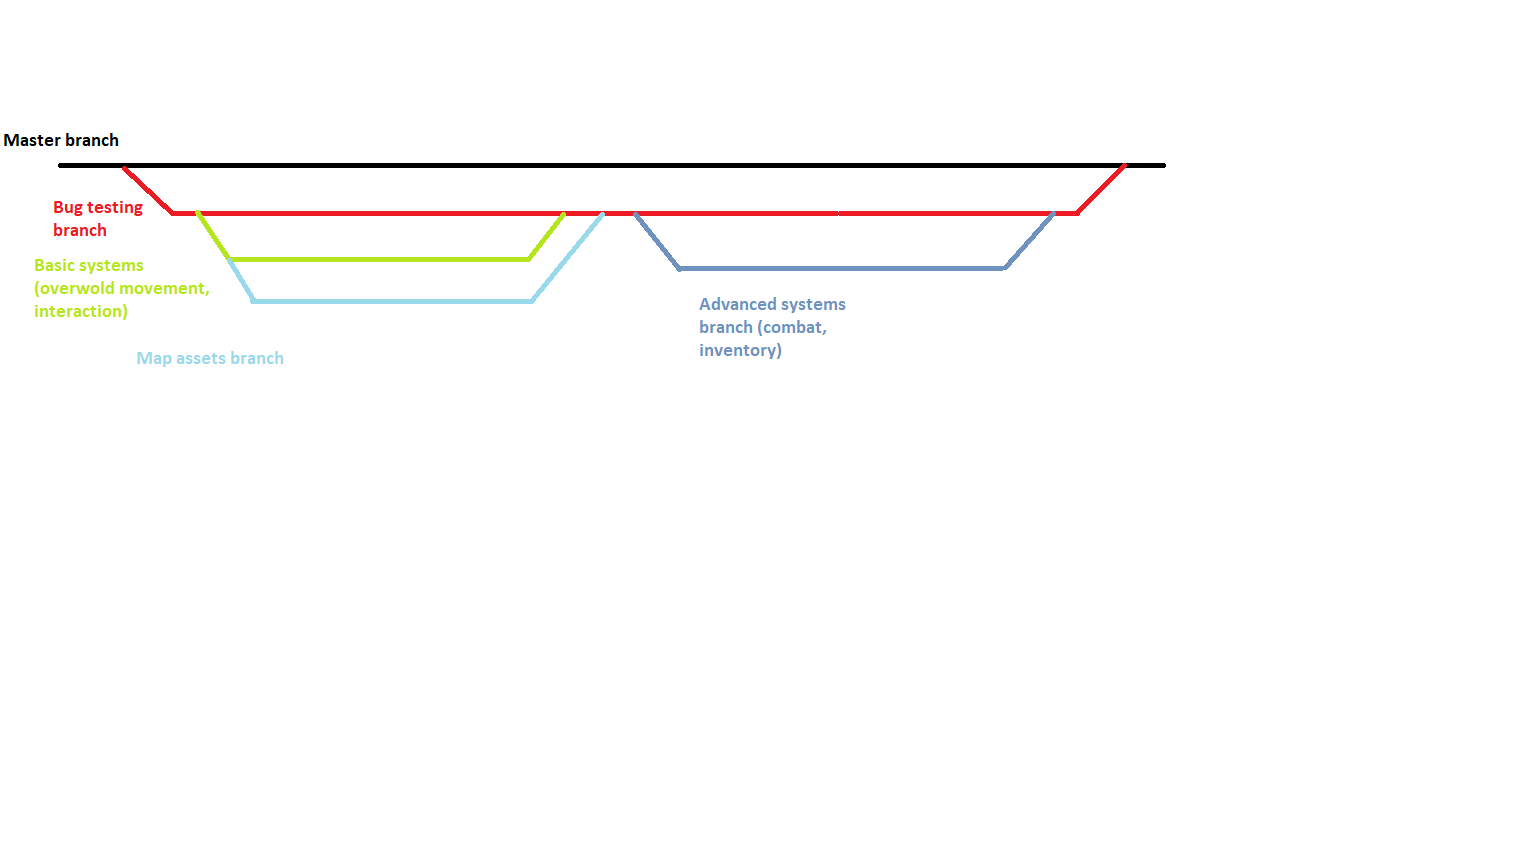 Master branch
Bug testing
branch
Basic systems
(overwold movement,
interaction)
Map assets branch
Advanced systems
branch (combat,
inventory)